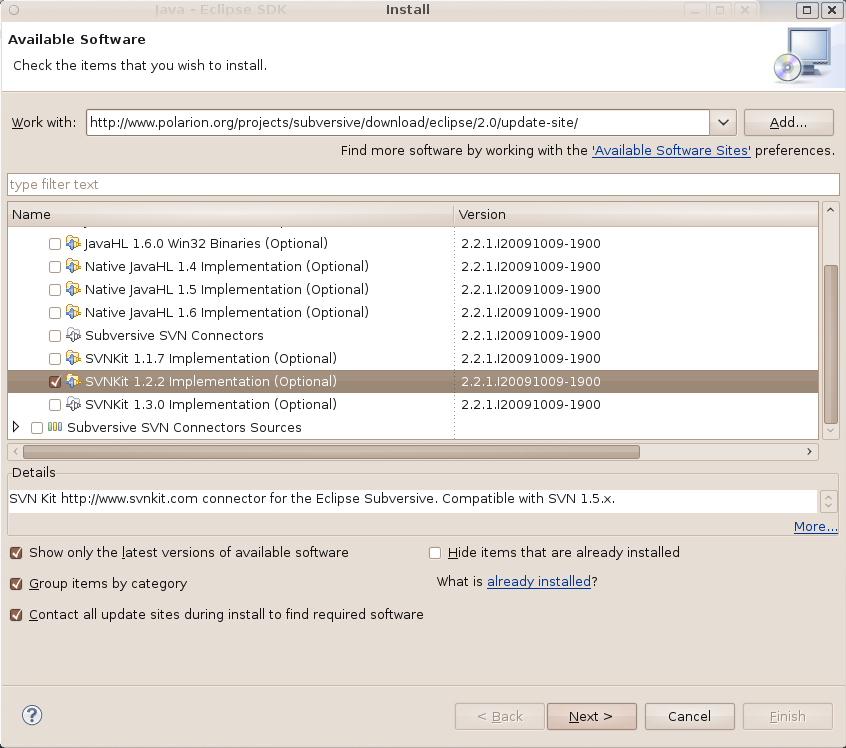 Java - Eclipse SDK
Install
Available Software
Check the items that you wish to install.
Work with: http://www.polarion.org/projects/subversive/download/eclipse/2.0/update-site/ Add...
Find more software by working with the 'Available Software Sites' preferences.
type filter text
Name Version
JavaHL 1.6.0 Win32 Binaries (Optional) 2.2.1.I20091009-1900
Native JavaHL 1.4 Implementation (Optional) 2.2.1.I20091009-1900
Native JavaHL 1.5 Implementation (Optional) 2.2.1.I20091009-1900
Native JavaHL 1.6 Implementation (Optional) 2.2.1.I20091009-1900
Subversive SVN Connectors 2.2.1.I20091009-1900
SVNKit 1.1.7 Implementation (Optional) 2.2.1.I20091009-1900
SVNKit 1.2.2 Implementation (Optional) 2.2.1.I20091009-1900
SVNKit 1.3.0 Implementation (Optional) 2.2.1.I20091009-1900
Subversive SVN Connectors Sources
Details
SVN Kit http://www.svnkit.com connector for the Eclipse Subversive. Compatible with SVN 1.5.x.
More...
Show only the latest versions of available software Hide items that are already installed
Group items by category What is already installed?
Contact all update sites during install to find required software
? < Back Next > Cancel Finish